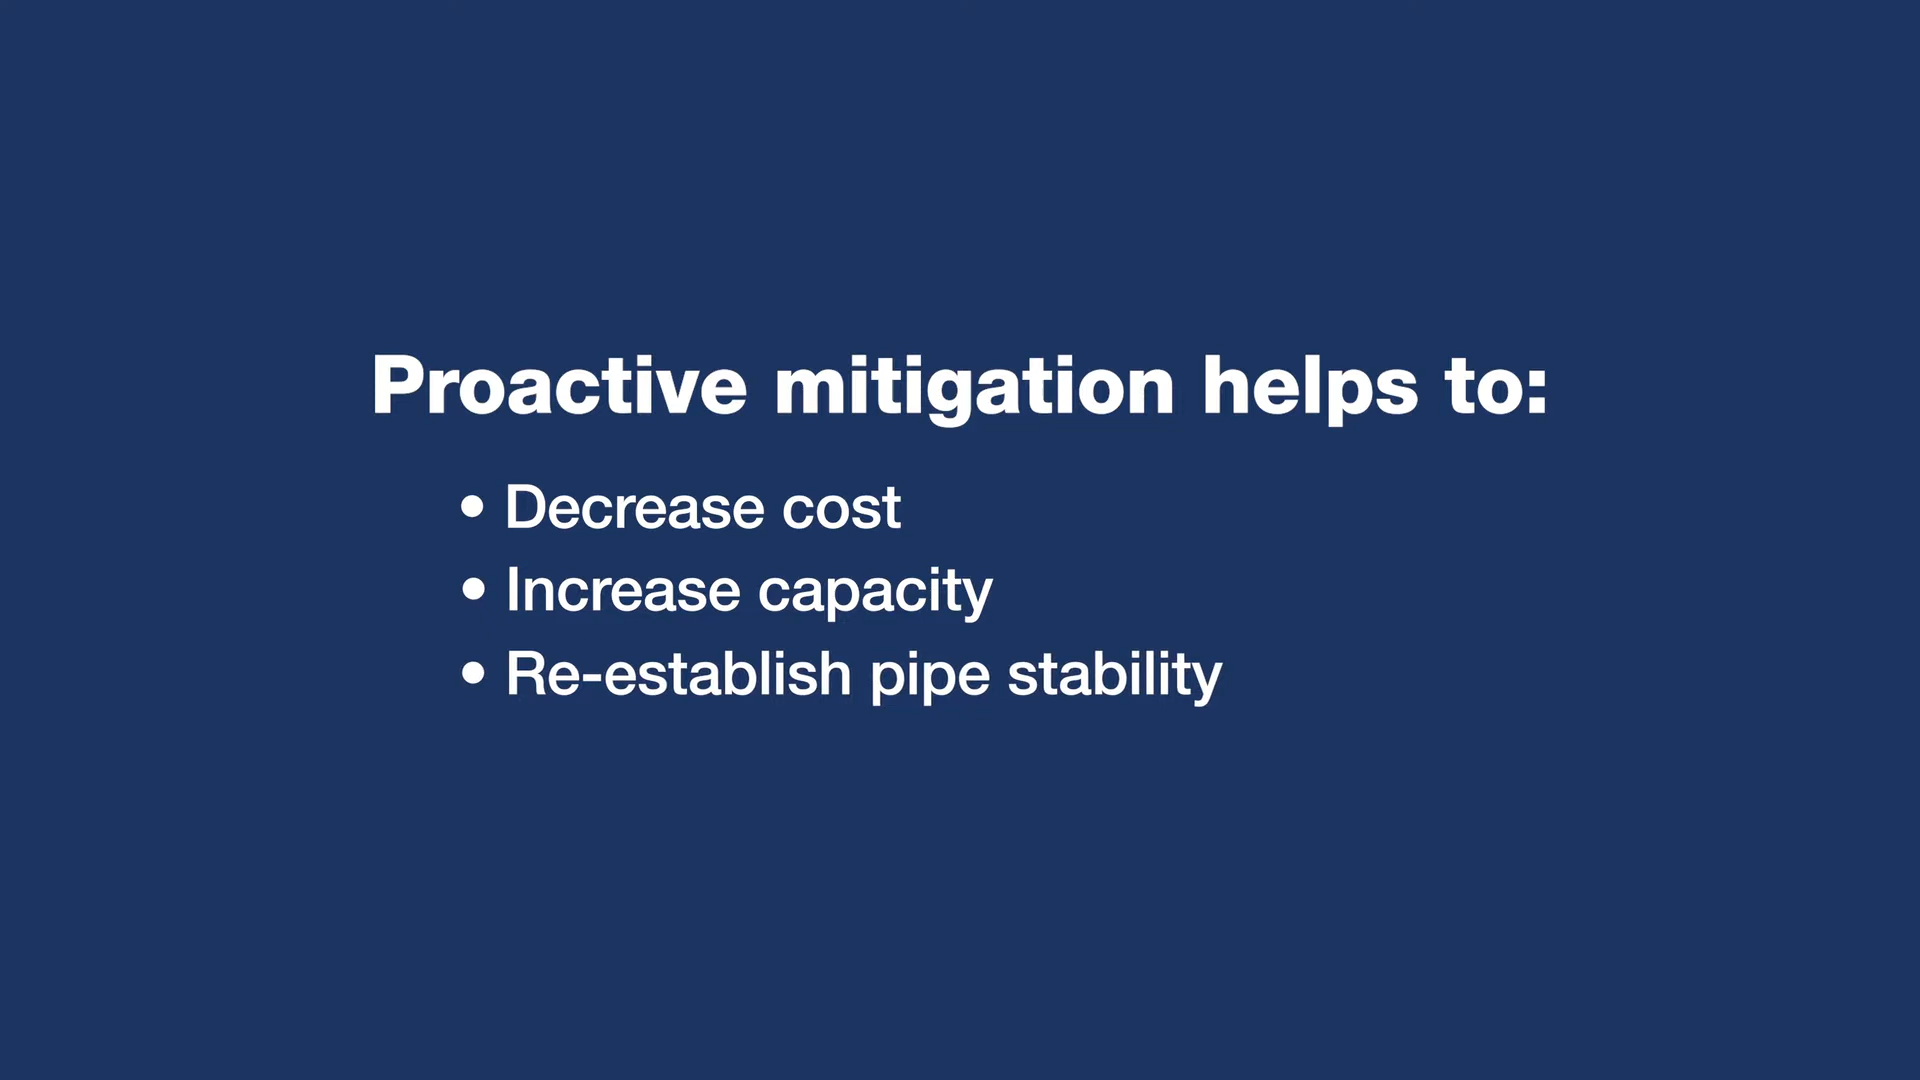 Proactive mitigation helps to:
• Decrease cost
• Increase capacity
• Re-establish pipe stability